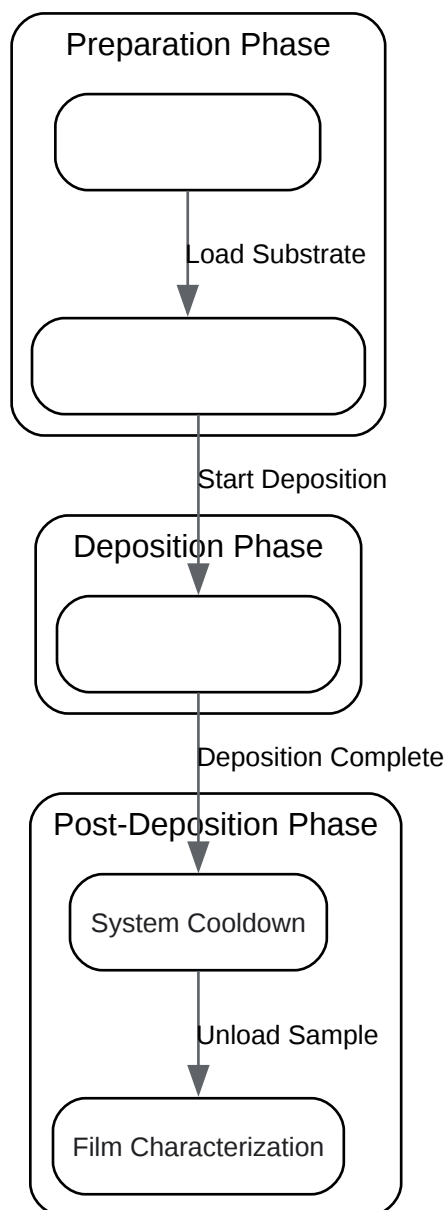 Preparation Phase
Load Substrate
Start Deposition
Deposition Phase
Deposition Complete
Post-Deposition Phase
System Cooldown
Unload Sample
Film Characterization